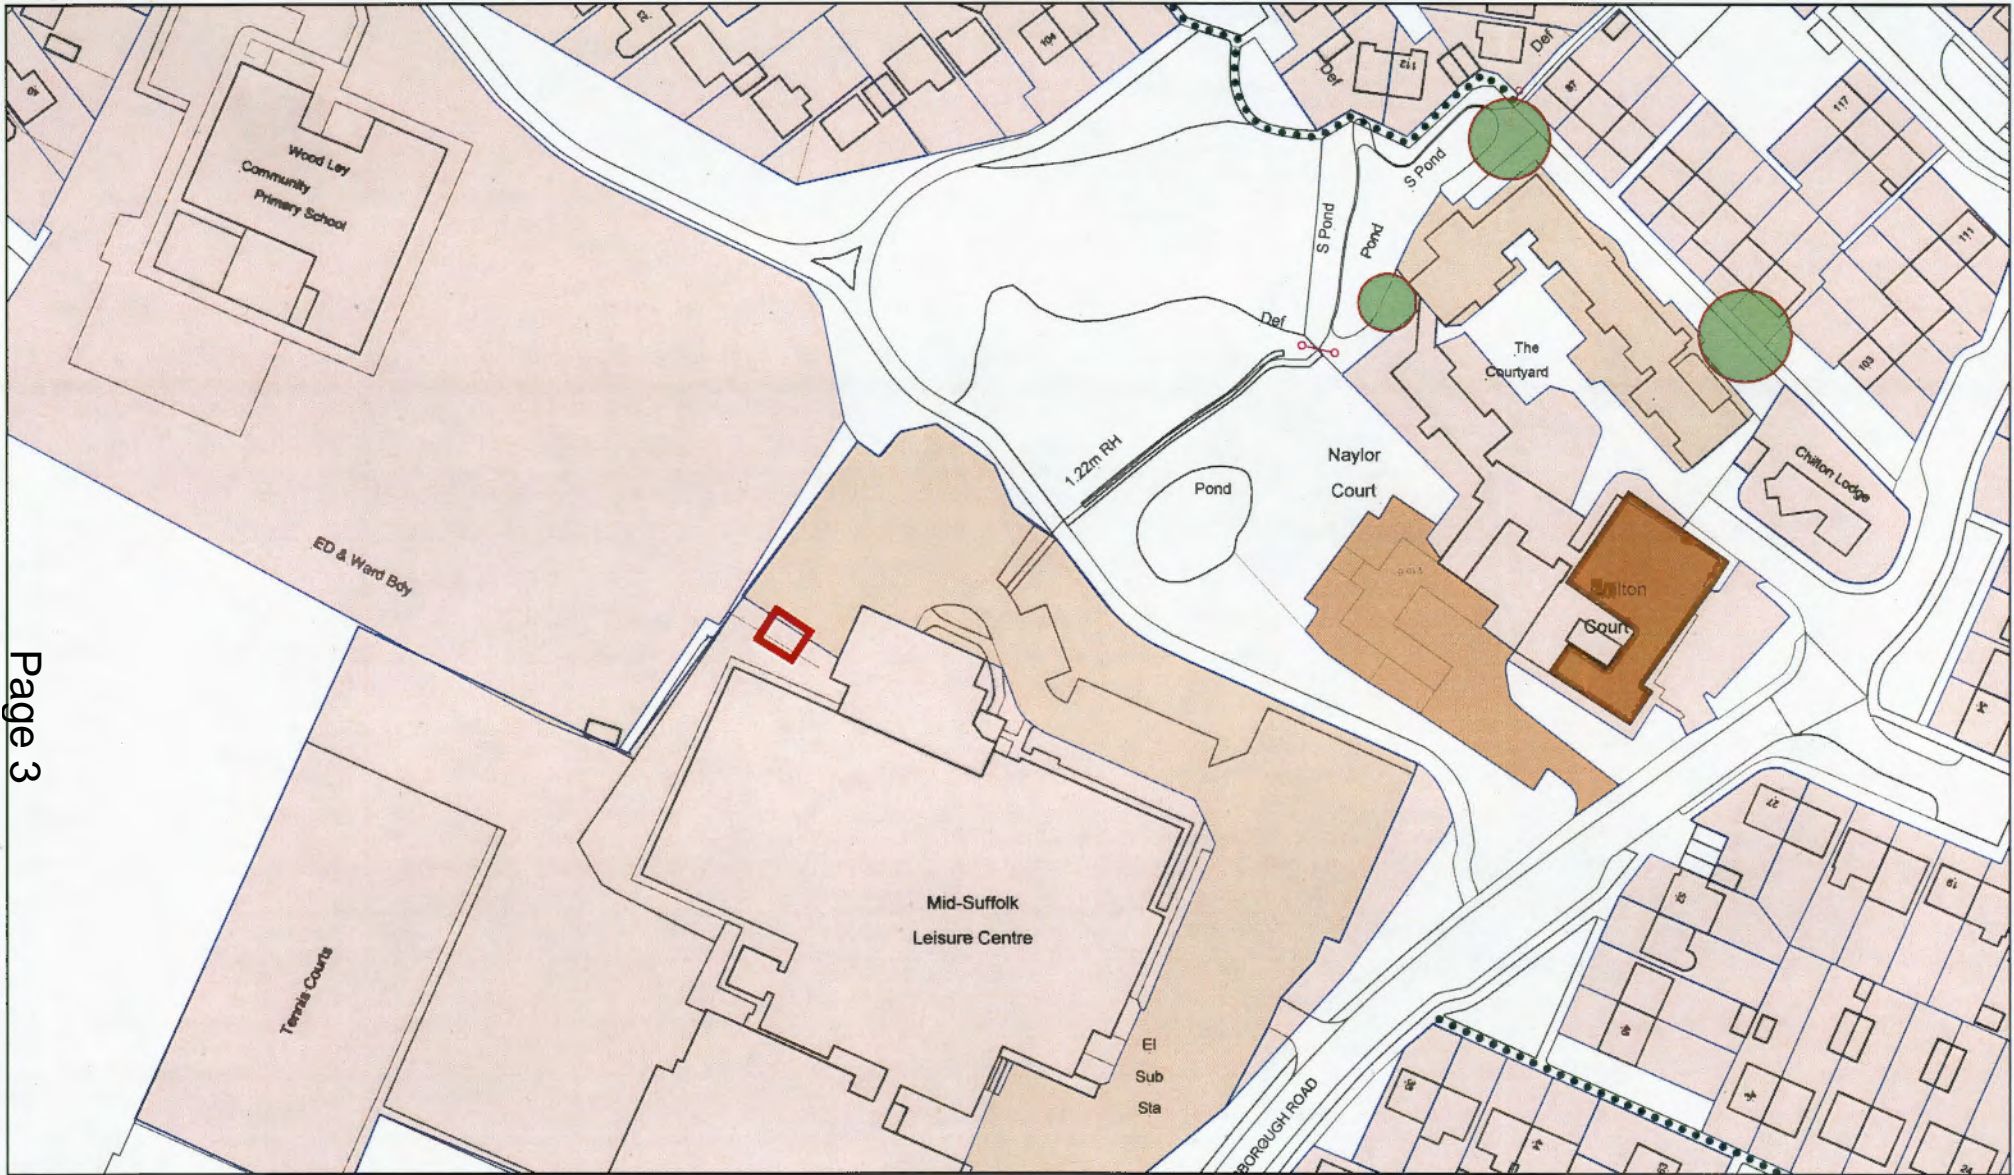 Page 3
Wood Ley
Community
Primary School
ED & Ward Bdy
Tennis Courts
Mid-Suffolk
Leisure Centre
El
Sub
Sta
1.22m RH
Pond
Def
S Pond
Pond
S Pond
Def
Def
Naylor
Court
The
Courtyard
Chilton Lodge
Court
BOROUGH ROAD
104
112
87
117
111
103
27
19